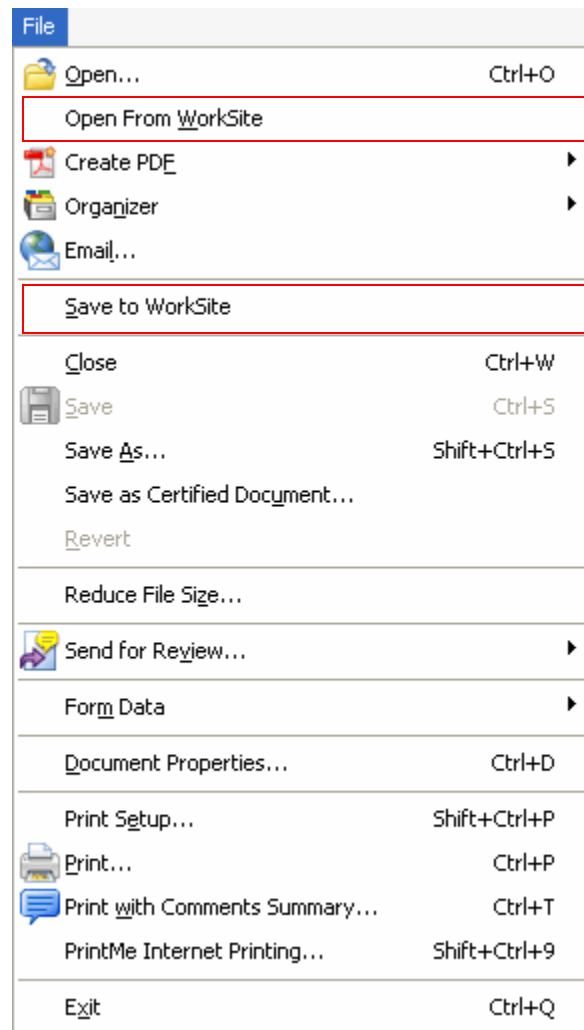 File
Open... Ctrl+O
Open From WorkSite
Create PDF
Organizer
Email...
Save to WorkSite
Close Ctrl+W
Save Ctrl+S
Save As... Shift+Ctrl+S
Save as Certified Document...
Revert
Reduce File Size...
Send for Review...
Form Data
Document Properties... Ctrl+D
Print Setup... Shift+Ctrl+P
Print... Ctrl+P
Print with Comments Summary... Ctrl+T
PrintMe Internet Printing... Shift+Ctrl+9
Exit Ctrl+Q